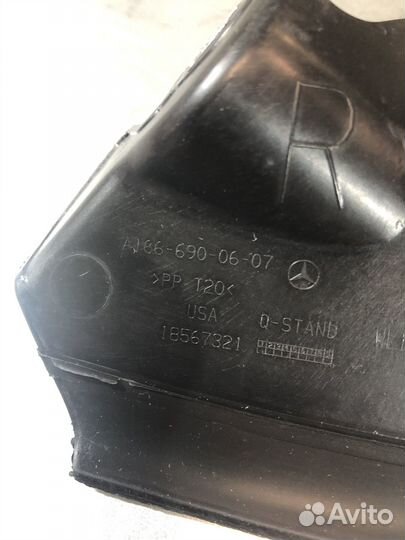 R
A166-690-06-07
>PP T20<
USA
Q-STAND
18567321
Avito